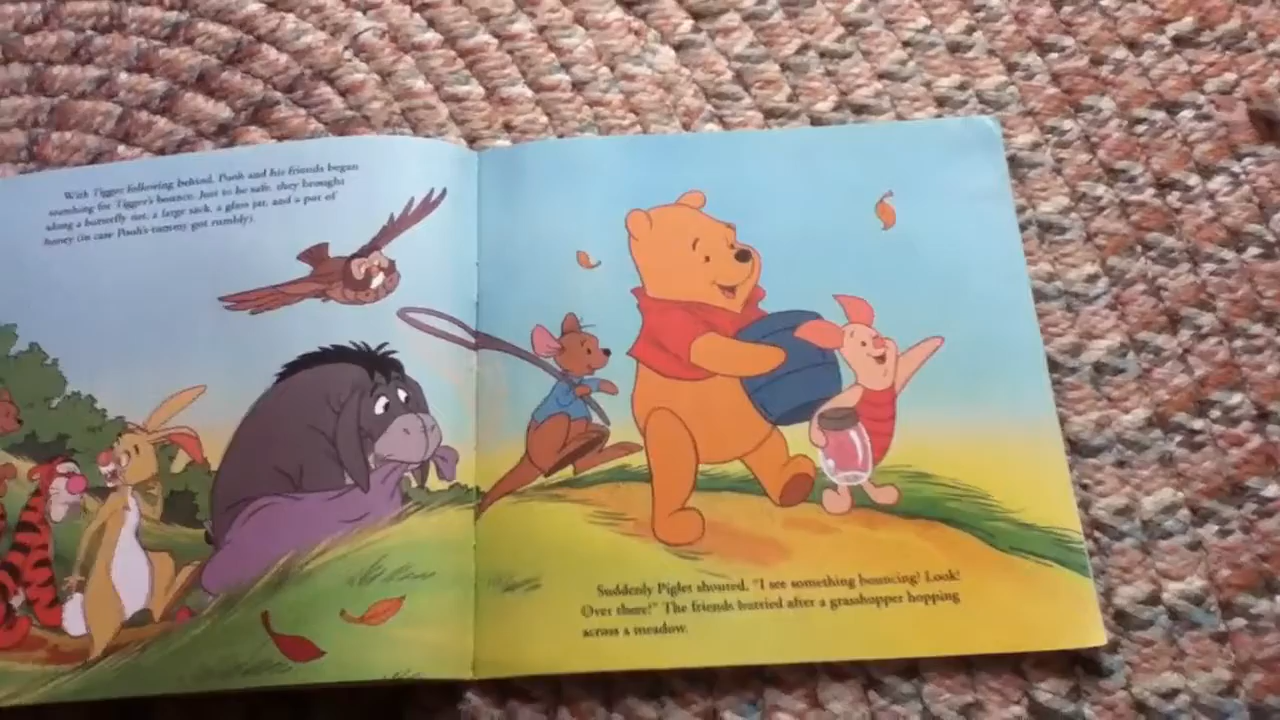 With Tigger following behind, Pooh and his friends began
searching for Tigger's bounce. Just to be safe, they brought
along a butterfly net, a large sack, a glass jar, and a pot of
honey (in case Pooh's tummy got rumbly).
Suddenly Piglet shouted, "I see something bouncing! Look!
Over there!" The friends hurried after a grasshopper hopping
across a meadow.